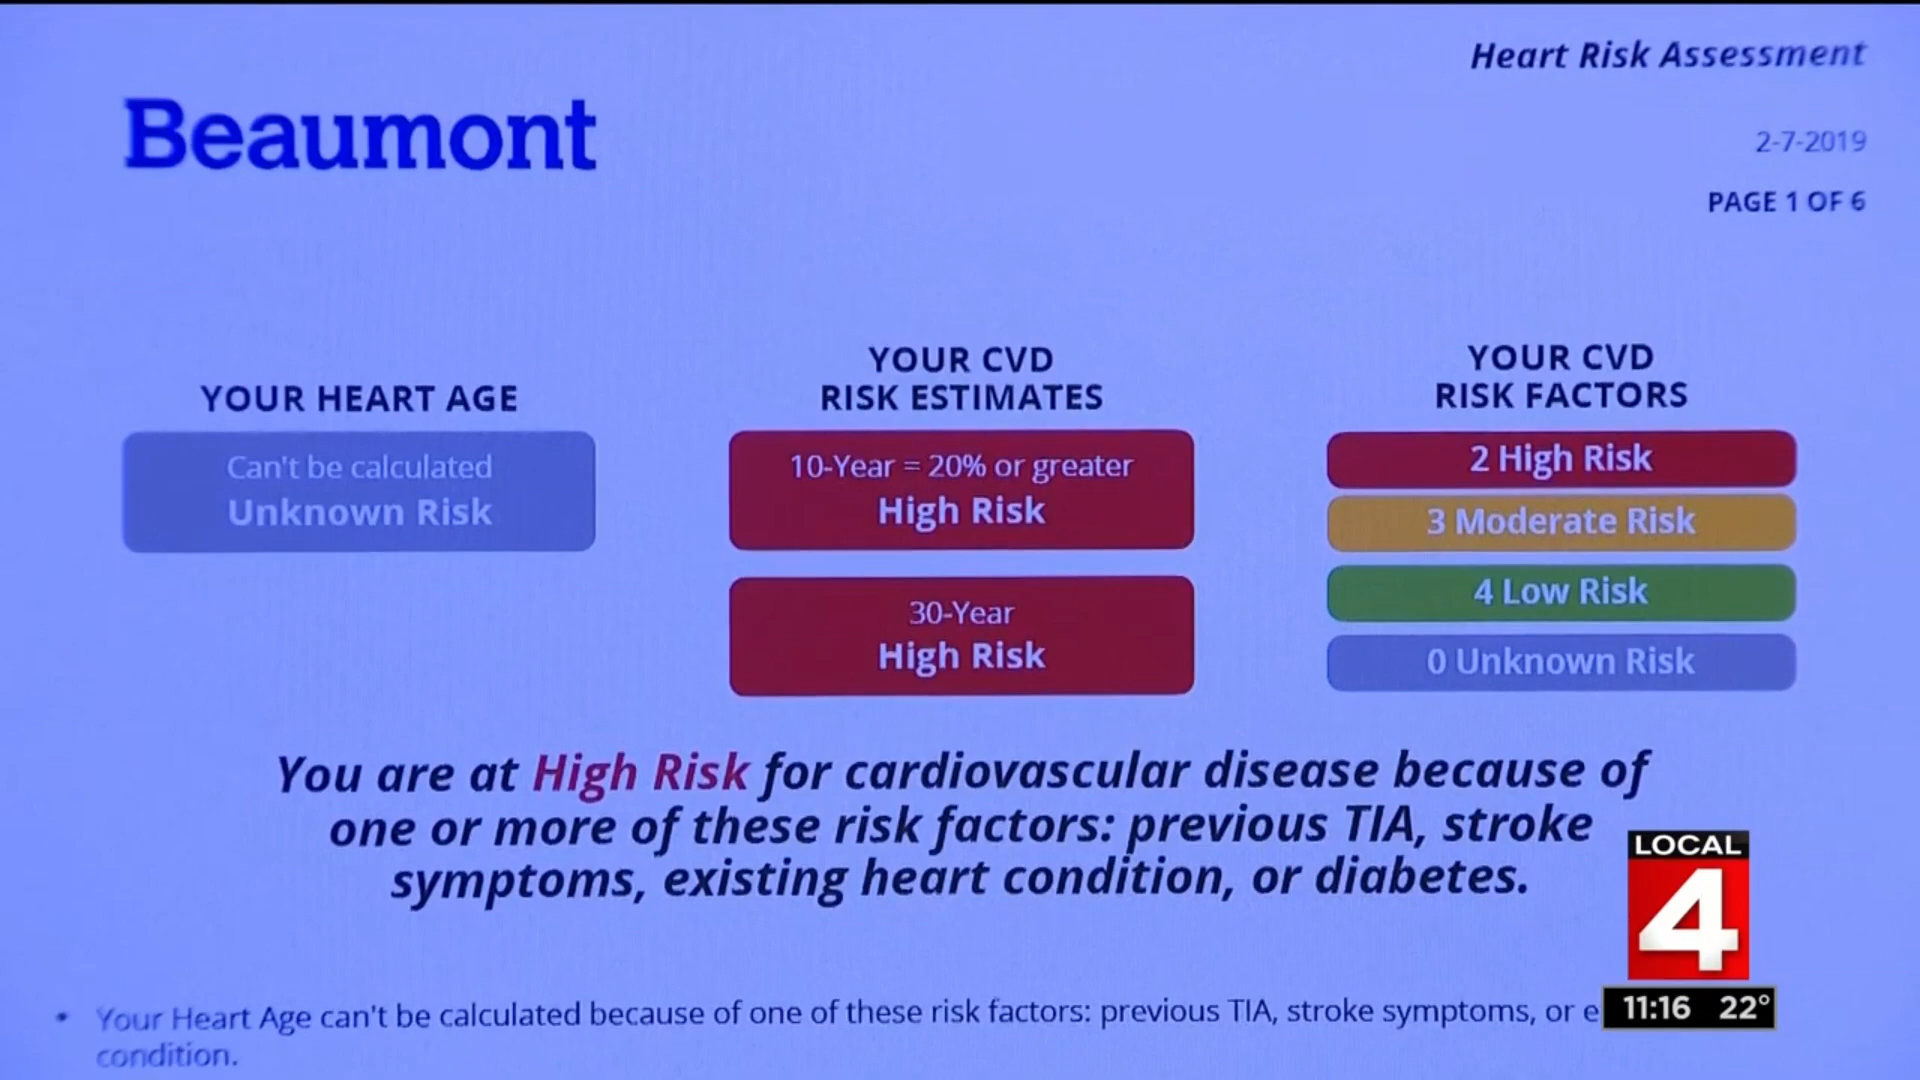 Heart Risk Assessment
Beaumont
2-7-2019
PAGE 1 OF 6
YOUR HEART AGE
Can't be calculated
Unknown Risk
YOUR CVD
RISK ESTIMATES
10-Year = 20% or greater
High Risk
30-Year
High Risk
YOUR CVD
RISK FACTORS
2 High Risk
3 Moderate Risk
4 Low Risk
0 Unknown Risk
You are at High Risk for cardiovascular disease because of
one or more of these risk factors: previous TIA, stroke
symptoms, existing heart condition, or diabetes.
• Your Heart Age can't be calculated because of one of these risk factors: previous TIA, stroke symptoms, or
condition.
LOCAL
4
11:16 22°